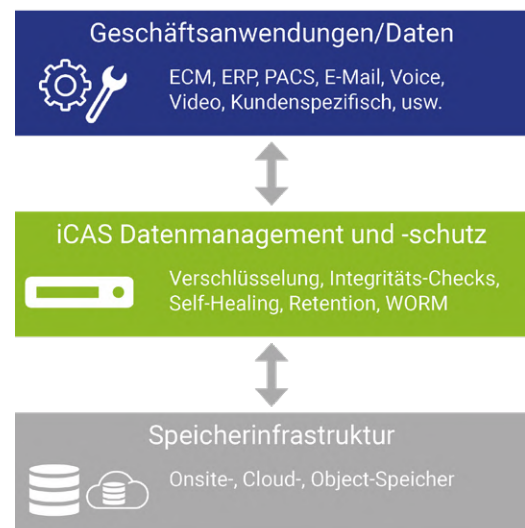 Geschäftsanwendungen/Daten
ECM, ERP, PACS, E-Mail, Voice,
Video, Kundenspezifisch, usw.
iCAS Datenmanagement und -schutz
Verschlüsselung, Integritäts-Checks,
Self-Healing, Retention, WORM
Speicherinfrastruktur
Onsite-, Cloud-, Object-Speicher